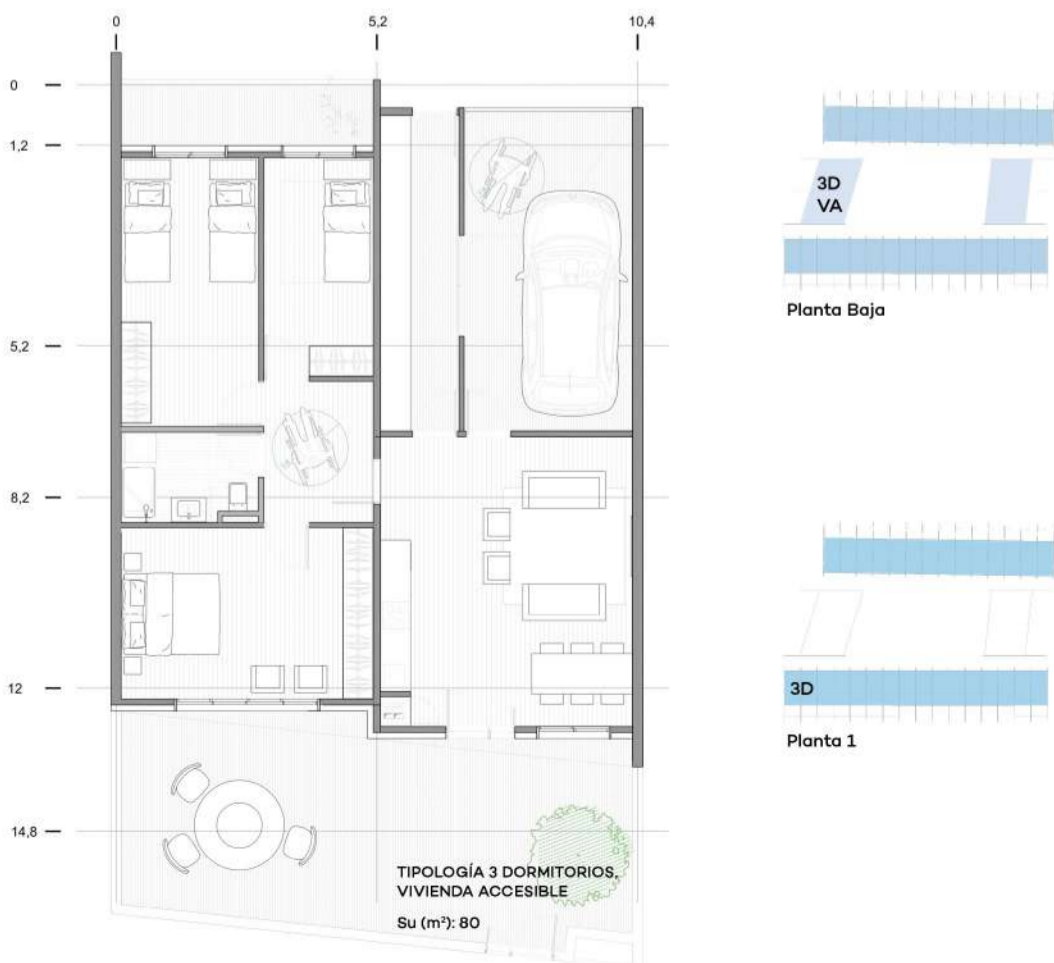 0
5,2
10,4
0
1,2
5,2
8,2
12
14,8
TIPOLOGÍA 3 DORMITORIOS,
VIVIENDA ACCESIBLE
Su (m²): 80
3D
VA
Planta Baja
3D
Planta 1